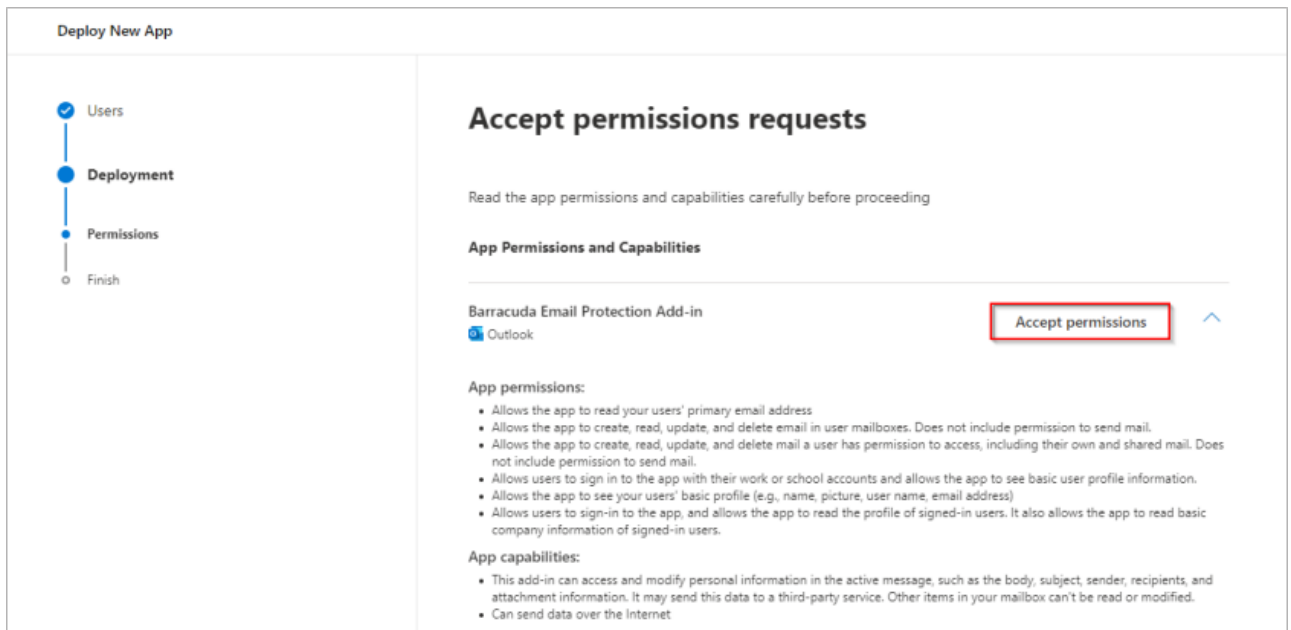 Deploy New App
Users
Deployment
Permissions
Finish
Accept permissions requests
Read the app permissions and capabilities carefully before proceeding
App Permissions and Capabilities
Barracuda Email Protection Add-in
Outlook
Accept permissions
App permissions:
• Allows the app to read your users' primary email address
• Allows the app to create, read, update, and delete email in user mailboxes. Does not include permission to send mail.
• Allows the app to create, read, update, and delete mail a user has permission to access, including their own and shared mail. Does
not include permission to send mail.
• Allows users to sign in to the app with their work or school accounts and allows the app to see basic user profile information.
• Allows the app to see your users' basic profile (e.g., name, picture, user name, email address)
• Allows users to sign-in to the app, and allows the app to read the profile of signed-in users. It also allows the app to read basic
company information of signed-in users.
App capabilities:
• This add-in can access and modify personal information in the active message, such as the body, subject, sender, recipients, and
attachment information. It may send this data to a third-party service. Other items in your mailbox can't be read or modified.
• Can send data over the Internet